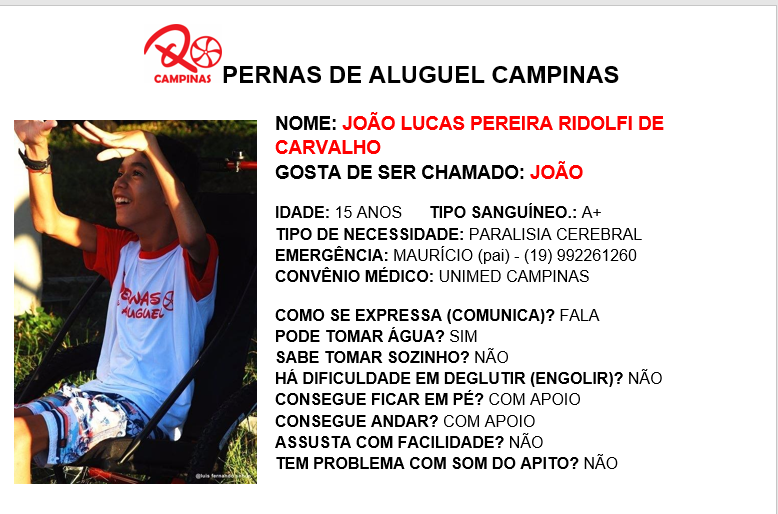 CAMPINAS
PERNAS DE ALUGUEL CAMPINAS
NOME: JOÃO LUCAS PEREIRA RIDOLFI DE
CARVALHO
GOSTA DE SER CHAMADO: JOÃO
IDADE: 15 ANOS TIPO SANGUÍNEO.: A+
TIPO DE NECESSIDADE: PARALISIA CEREBRAL
EMERGÊNCIA: MAURÍCIO (pai) - (19) 992261260
CONVÊNIO MÉDICO: UNIMED CAMPINAS
COMO SE EXPRESSA (COMUNICA)? FALA
PODE TOMAR ÁGUA? SIM
SABE TOMAR SOZINHO? NÃO
HÁ DIFICULDADE EM DEGLUTIR (ENGOLIR)? NÃO
CONSEGUE FICAR EM PÉ? COM APOIO
CONSEGUE ANDAR? COM APOIO
ASSUSTA COM FACILIDADE? NÃO
TEM PROBLEMA COM SOM DO APITO? NÃO
PERNAS
ALUGUEL